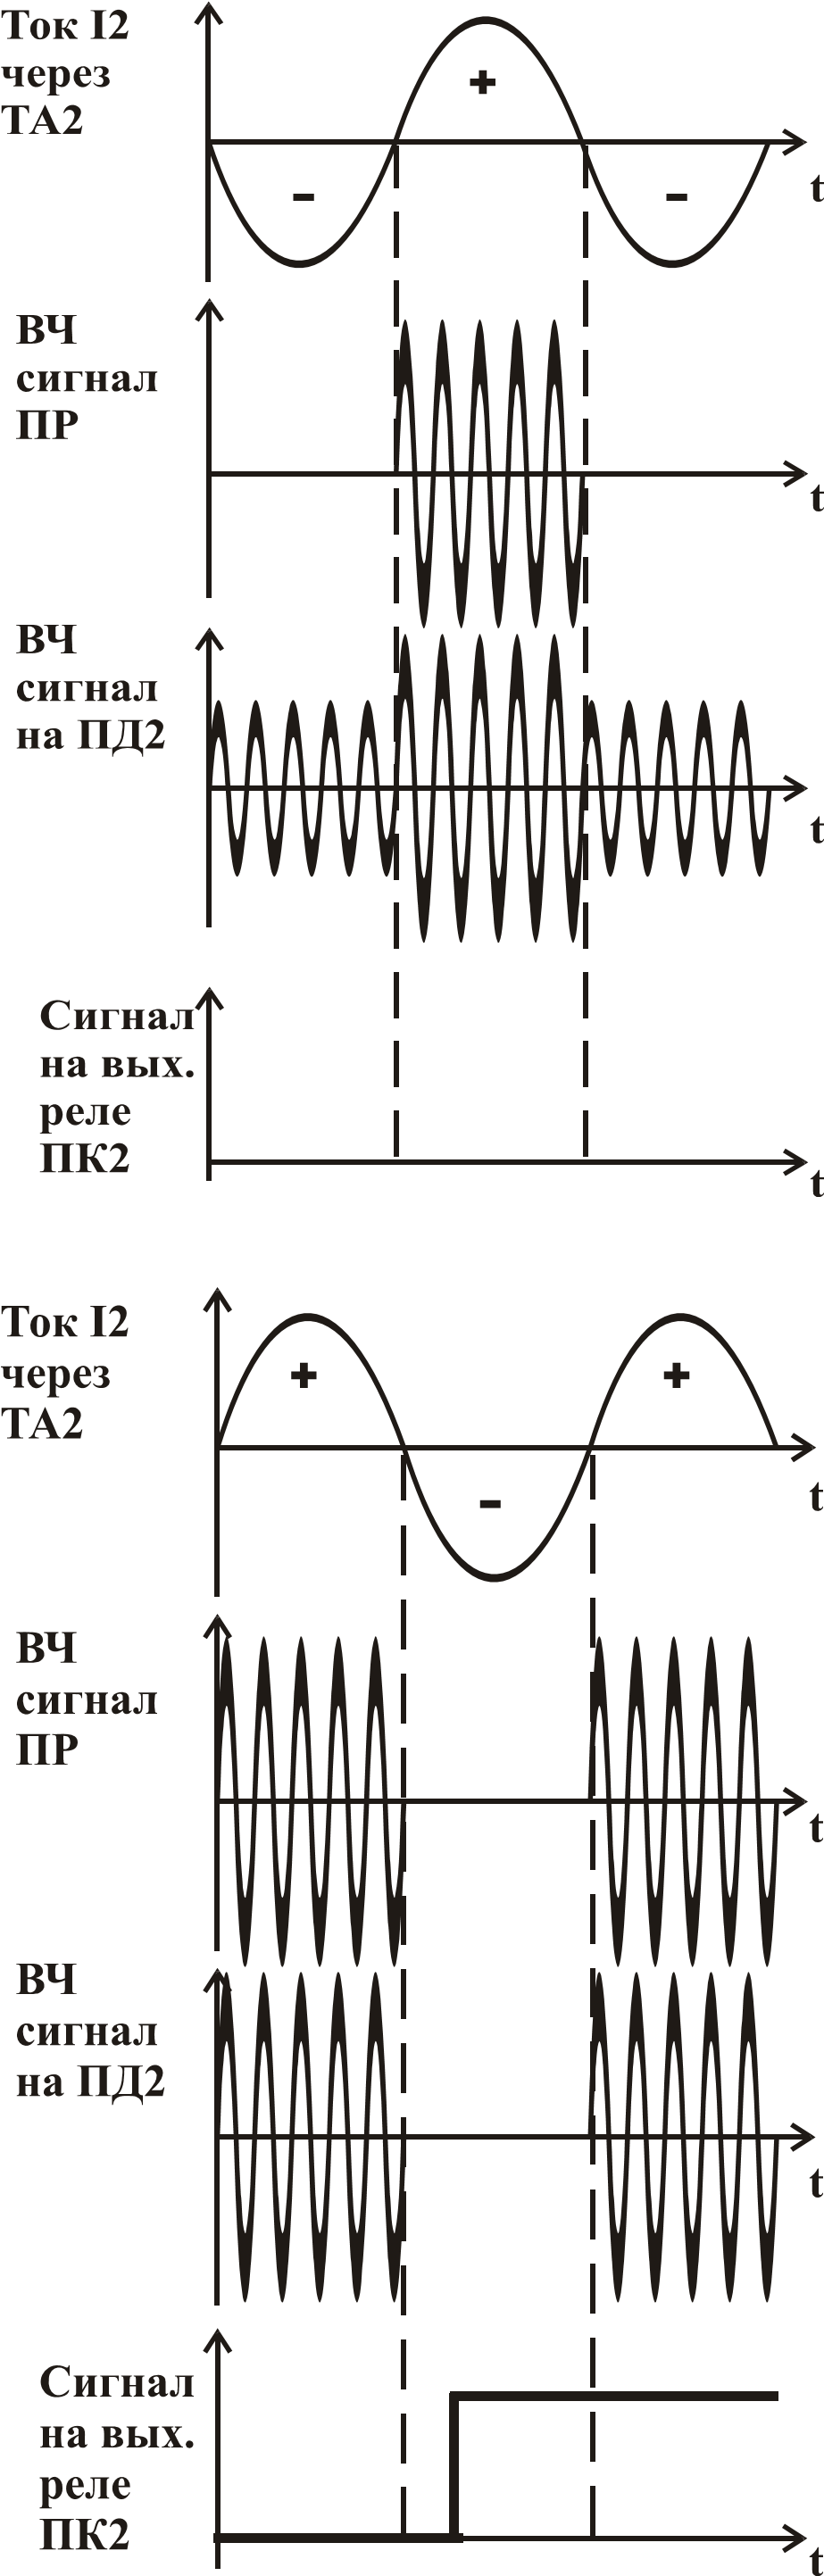 Ток I2
через
ТА2
+
-
-
t
ВЧ
сигнал
ПР
t
ВЧ
сигнал
на ПД2
t
Сигнал
на вых.
реле
ПК2
t
Ток I2
через
ТА2
+
+
-
t
ВЧ
сигнал
ПР
t
ВЧ
сигнал
на ПД2
t
Сигнал
на вых.
реле
ПК2
t